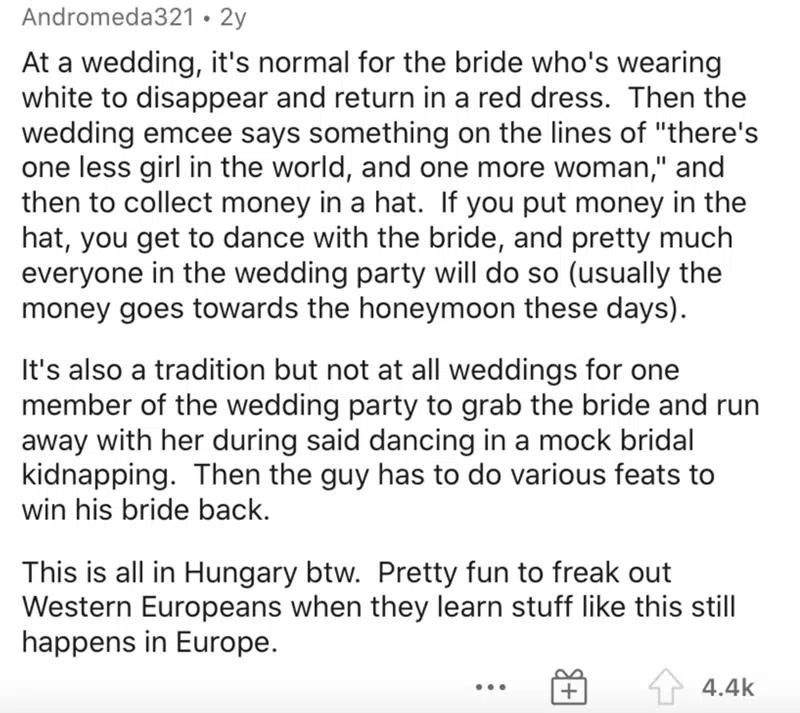 Andromeda321 • 2y
At a wedding, it's normal for the bride who's wearing
white to disappear and return in a red dress.  Then the
wedding emcee says something on the lines of "there's
one less girl in the world, and one more woman," and
then to collect money in a hat.  If you put money in the
hat, you get to dance with the bride, and pretty much
everyone in the wedding party will do so (usually the
money goes towards the honeymoon these days).
It's also a tradition but not at all weddings for one
member of the wedding party to grab the bride and run
away with her during said dancing in a mock bridal
kidnapping.  Then the guy has to do various feats to
win his bride back.
This is all in Hungary btw.  Pretty fun to freak out
Western Europeans when they learn stuff like this still
happens in Europe.
4.4k